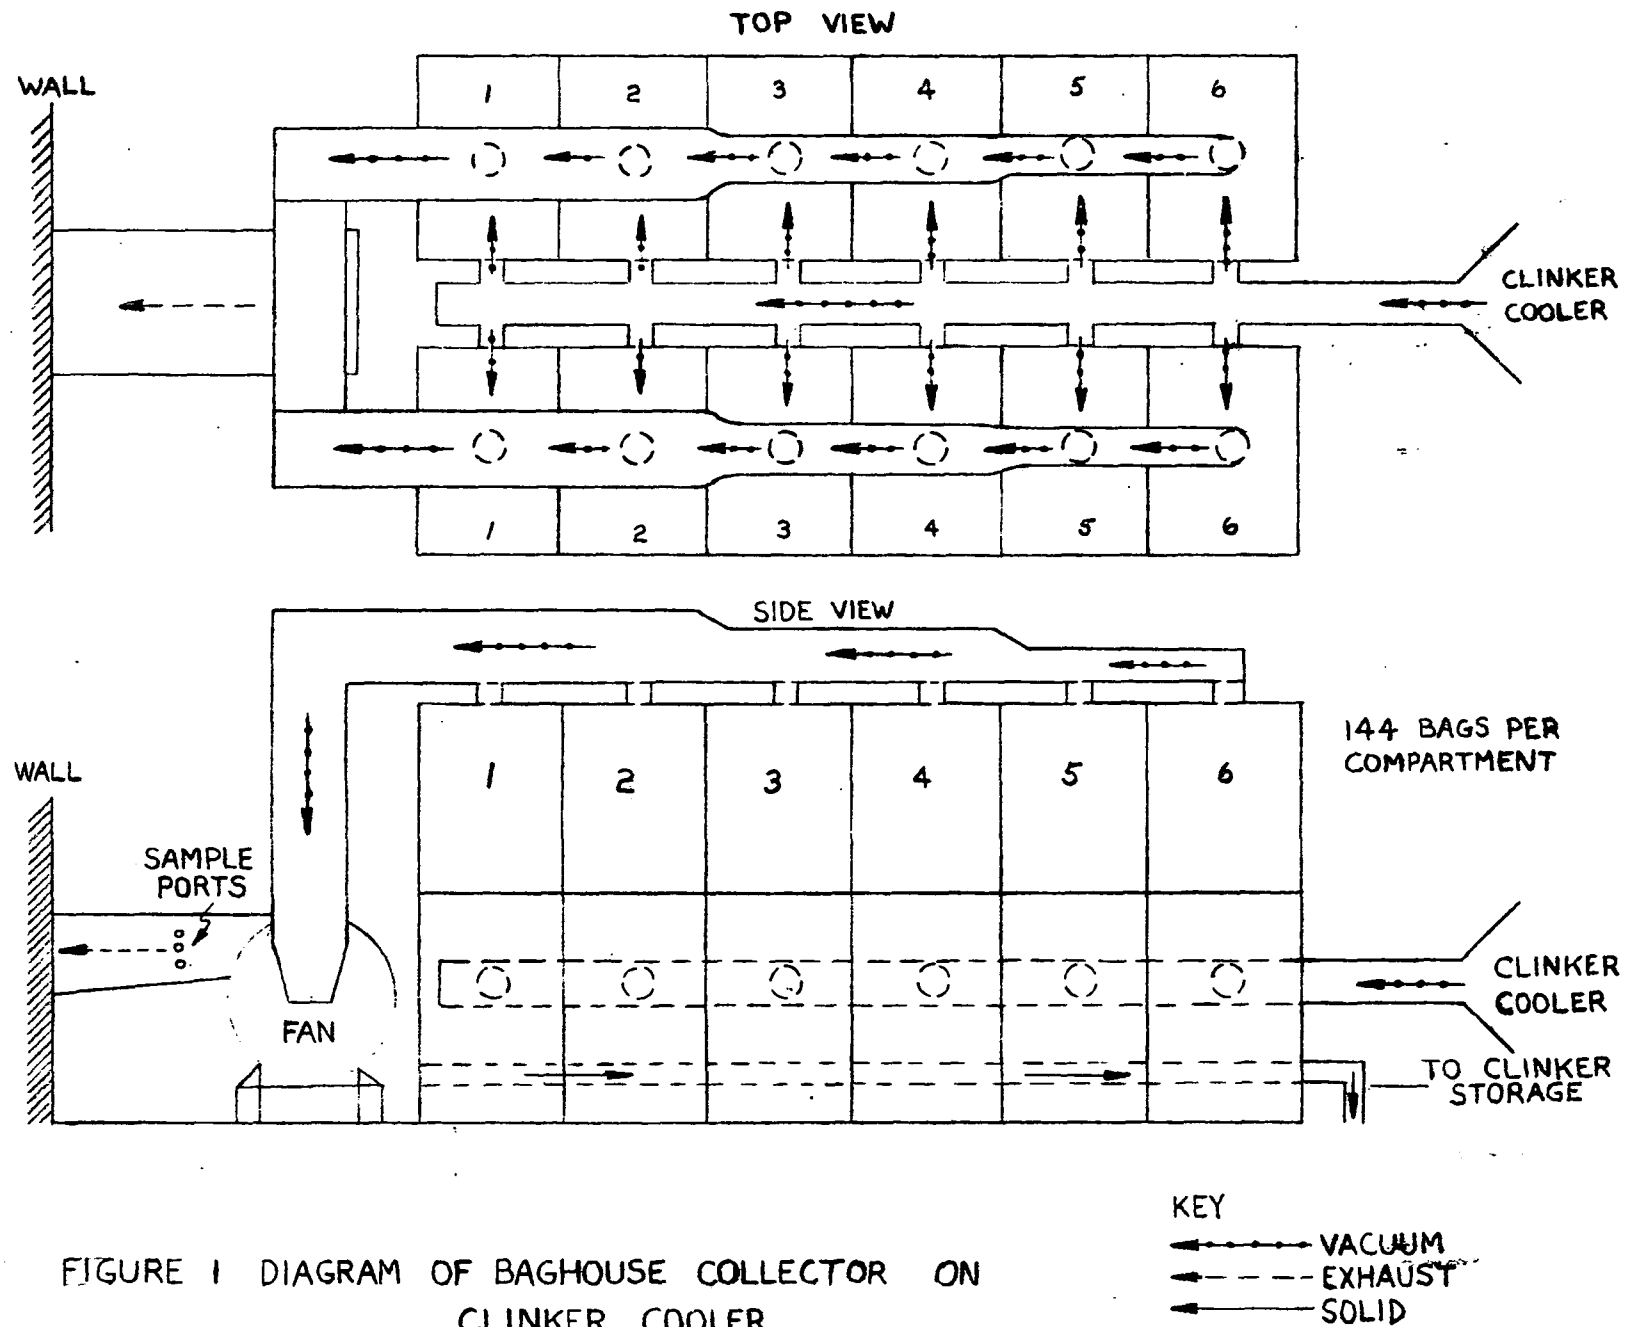 TOP VIEW
WALL
1 2 3 4 5 6
CLINKER
COOLER
1 2 3 4 5 6
SIDE VIEW
144 BAGS PER
COMPARTMENT
WALL
1 2 3 4 5 6
SAMPLE
PORTS
CLINKER
COOLER
FAN
TO CLINKER
STORAGE
KEY
VACUUM
EXHAUST
SOLID
FIGURE 1 DIAGRAM OF BAGHOUSE COLLECTOR ON
CLINKER COOLER